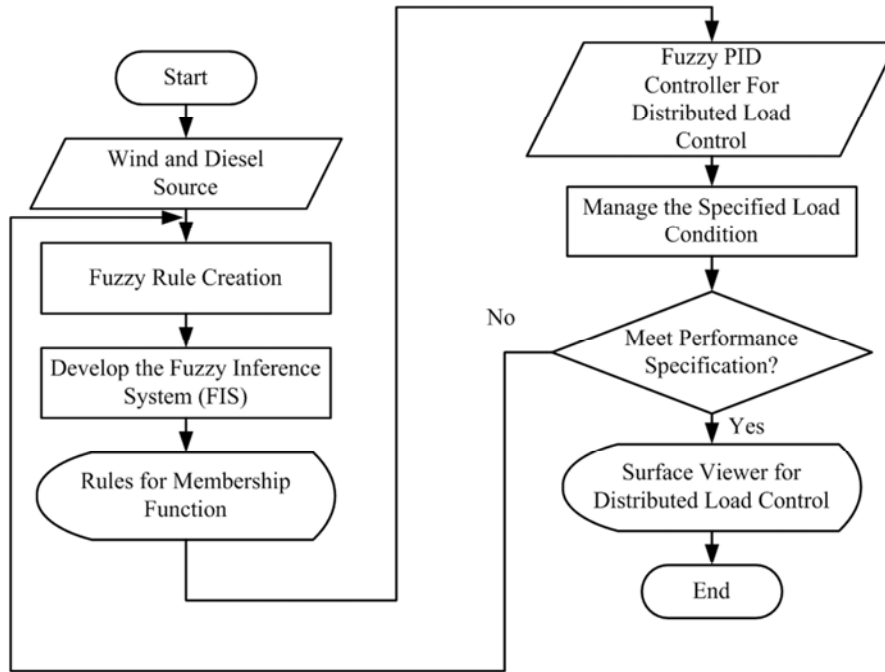 Start
Wind and Diesel
Source
Fuzzy Rule Creation
Develop the Fuzzy Inference
System (FIS)
Rules for Membership
Function
Fuzzy PID
Controller For
Distributed Load
Control
Manage the Specified Load
Condition
No
Meet Performance
Specification?
Yes
Surface Viewer for
Distributed Load Control
End